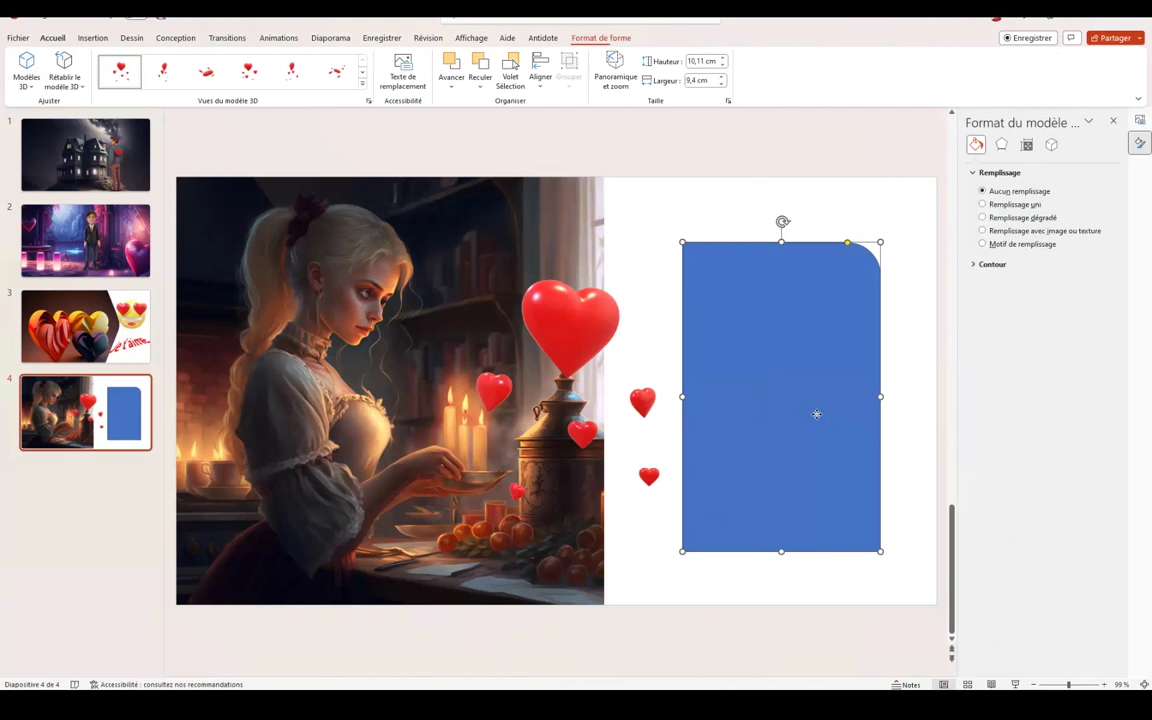 Fichier Accueil Insertion Dessin Conception Transitions Animations Diaporama Enregistrer Révision Affichage Aide Antidote Format de forme Enregistrer Partager
Modèles 3D
Rétablir le modèle 3D
Texte de remplacement
Avancer
Reculer
Volet Sélection
Aligner
Grouper
Panoramique et zoom
Hauteur : 10,11 cm
Largeur : 9,4 cm
Ajuster
Vues du modèle 3D
Accessibilité
Organiser
Taille
1
2
3
je t'aime
4
Format du modèle ...
Remplissage
Aucun remplissage
Remplissage uni
Remplissage dégradé
Remplissage avec image ou texture
Motif de remplissage
Contour
Diapositive 4 de 4
Accessibilité : consultez nos recommandations
Notes
99 %